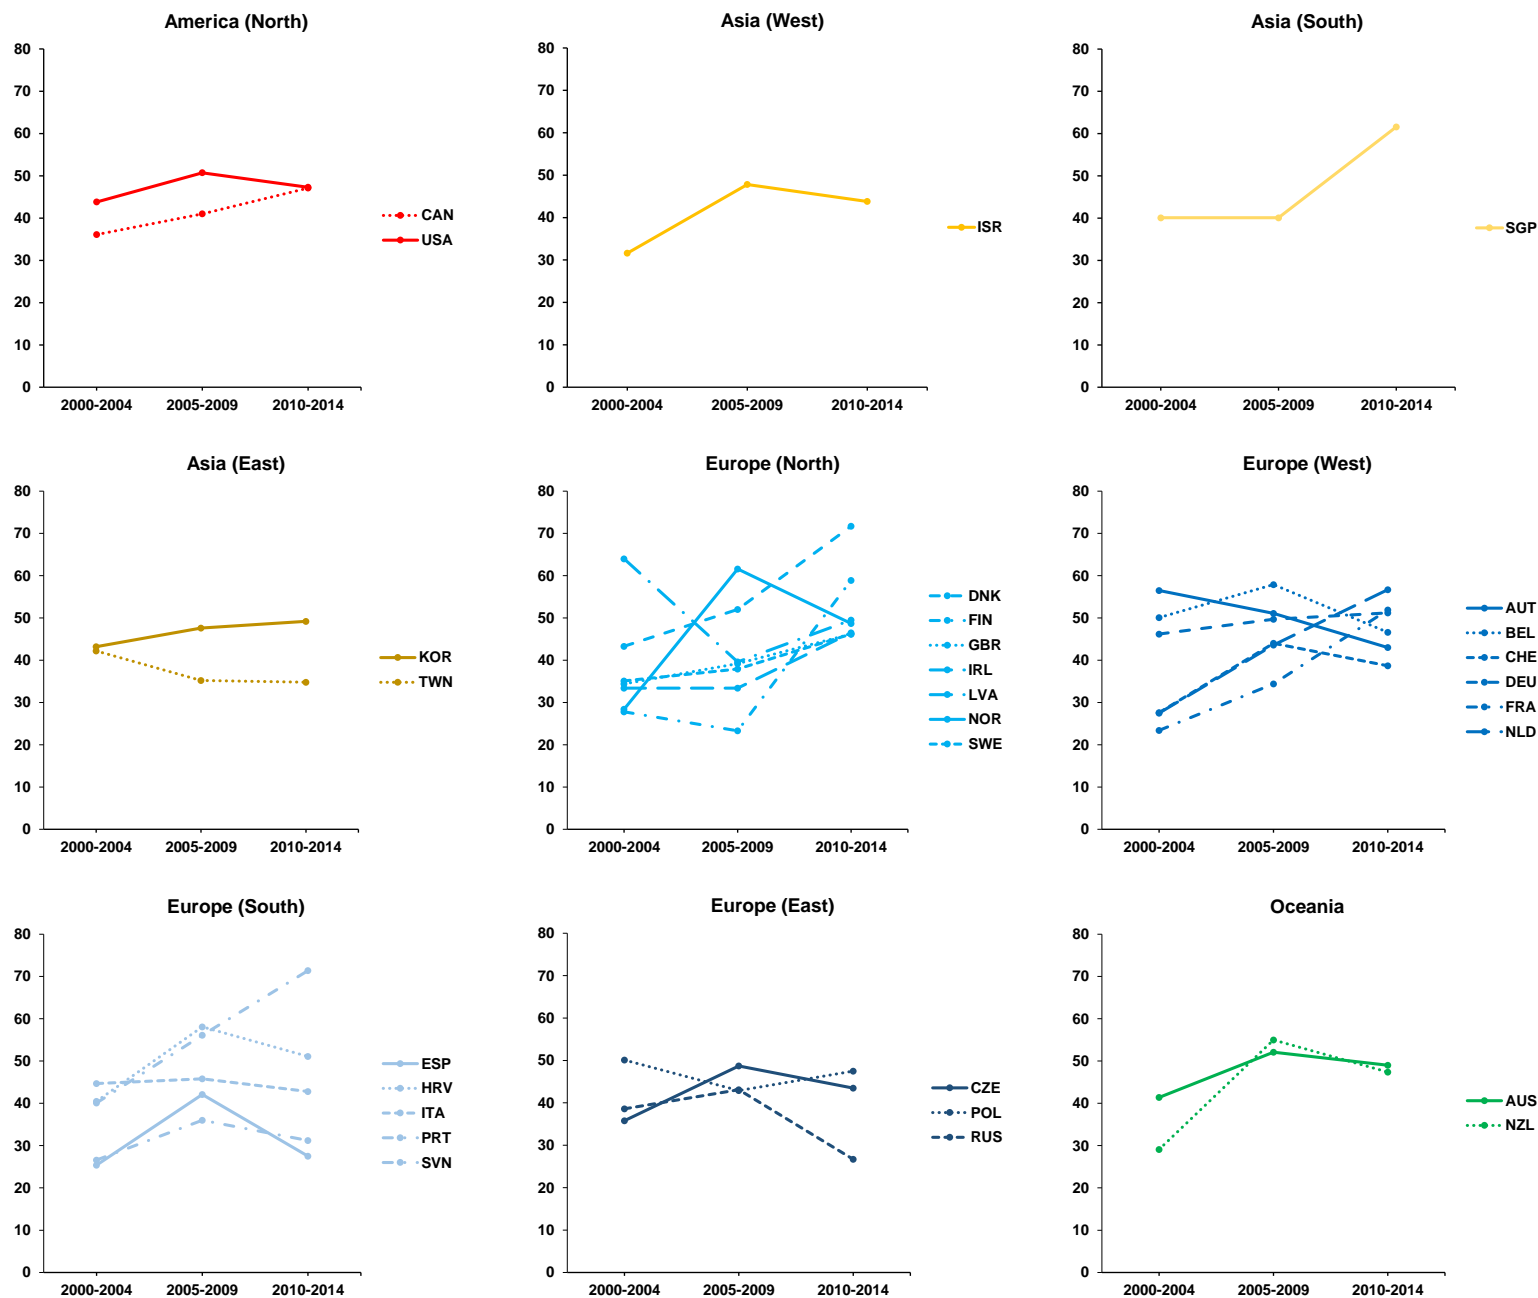 America (North)
80
70
60
50
40
30
20
10
0
2000-2004 2005-2009 2010-2014
CAN
USA
Asia (West)
80
70
60
50
40
30
20
10
0
2000-2004 2005-2009 2010-2014
ISR
Asia (South)
80
70
60
50
40
30
20
10
0
2000-2004 2005-2009 2010-2014
SGP
Asia (East)
80
70
60
50
40
30
20
10
0
2000-2004 2005-2009 2010-2014
KOR
TWN
Europe (North)
80
70
60
50
40
30
20
10
0
2000-2004 2005-2009 2010-2014
DNK
FIN
GBR
IRL
LVA
NOR
SWE
Europe (West)
80
70
60
50
40
30
20
10
0
2000-2004 2005-2009 2010-2014
AUT
BEL
CHE
DEU
FRA
NLD
Europe (South)
80
70
60
50
40
30
20
10
0
2000-2004 2005-2009 2010-2014
ESP
HRV
ITA
PRT
SVN
Europe (East)
80
70
60
50
40
30
20
10
0
2000-2004 2005-2009 2010-2014
CZE
POL
RUS
Oceania
80
70
60
50
40
30
20
10
0
2000-2004 2005-2009 2010-2014
AUS
NZL